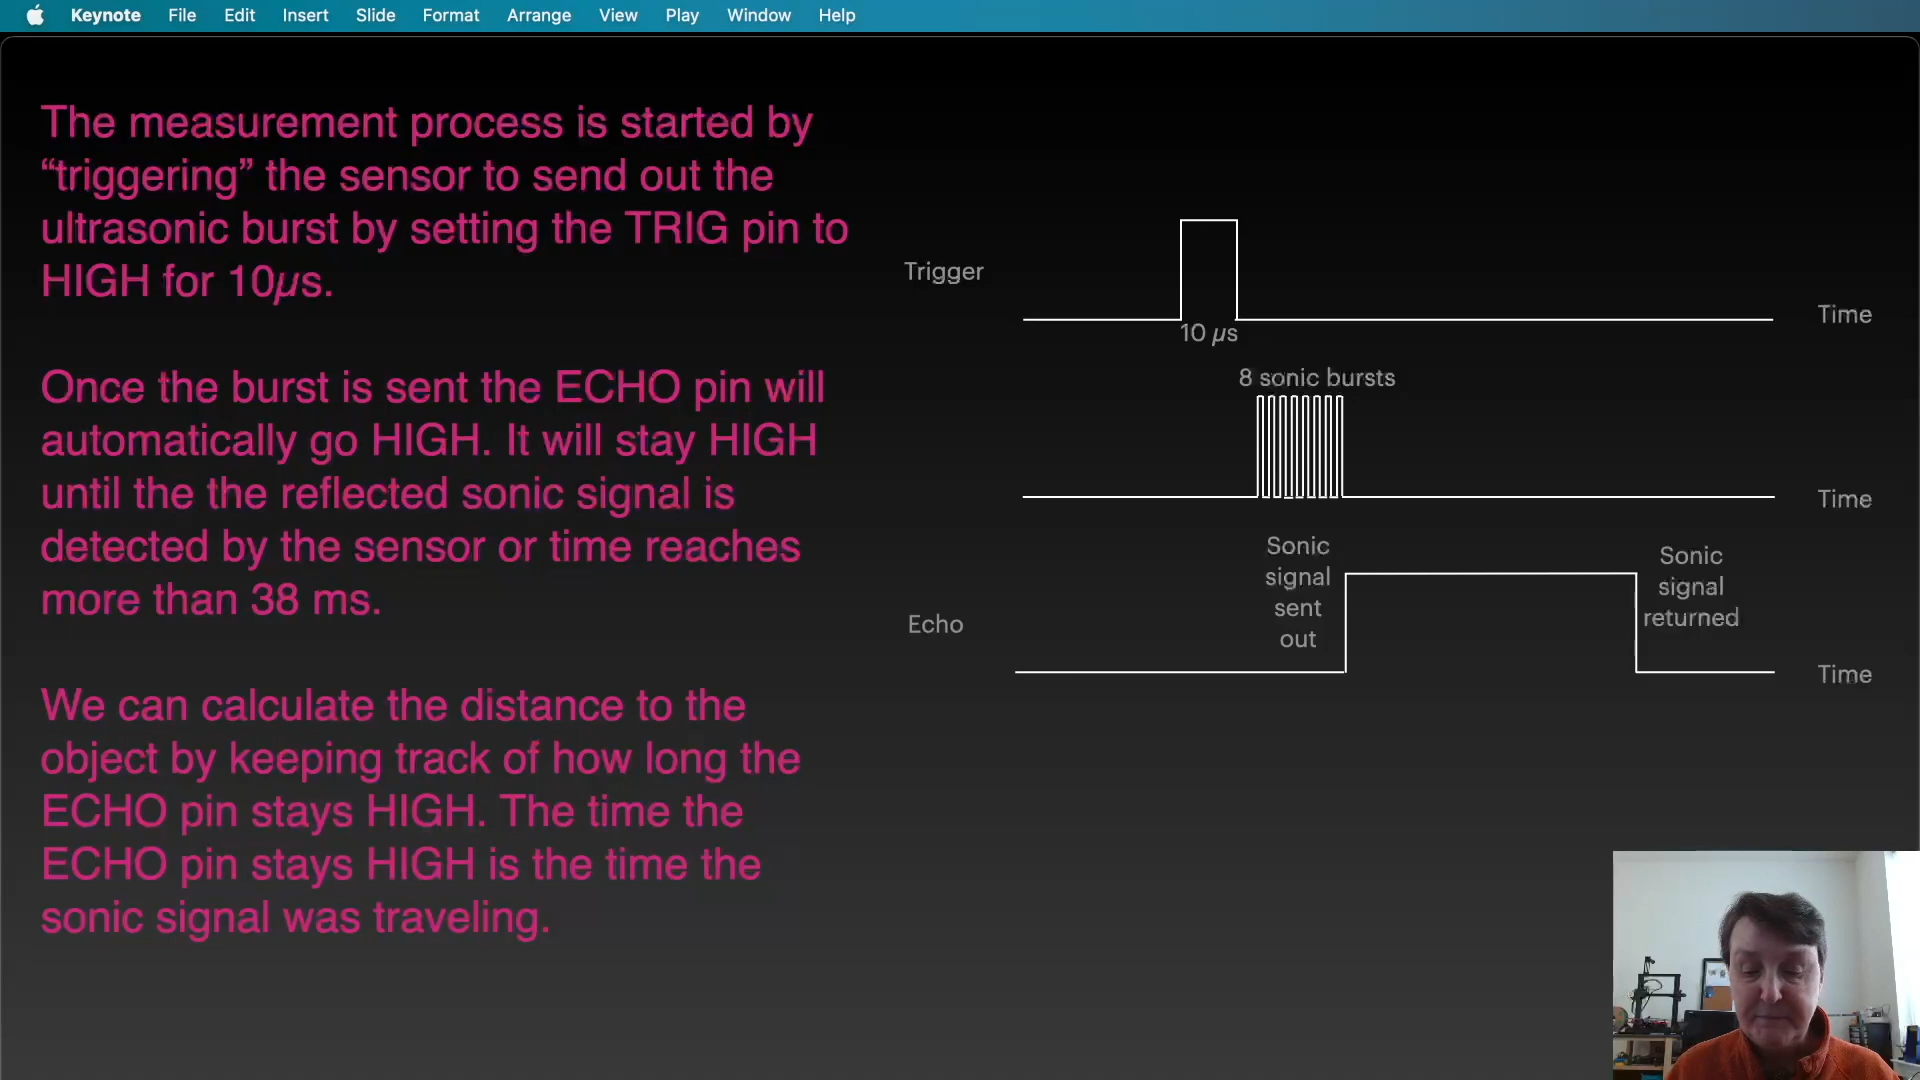 Keynote File Edit Insert Slide Format Arrange View Play Window Help
The measurement process is started by
“triggering” the sensor to send out the
ultrasonic burst by setting the TRIG pin to
HIGH for 10µs.
Once the burst is sent the ECHO pin will
automatically go HIGH. It will stay HIGH
until the the reflected sonic signal is
detected by the sensor or time reaches
more than 38 ms.
We can calculate the distance to the
object by keeping track of how long the
ECHO pin stays HIGH. The time the
ECHO pin stays HIGH is the time the
sonic signal was traveling.
Trigger
10 µs
Time
8 sonic bursts
Time
Echo
Sonic
signal
sent
out
Sonic
signal
returned
Time